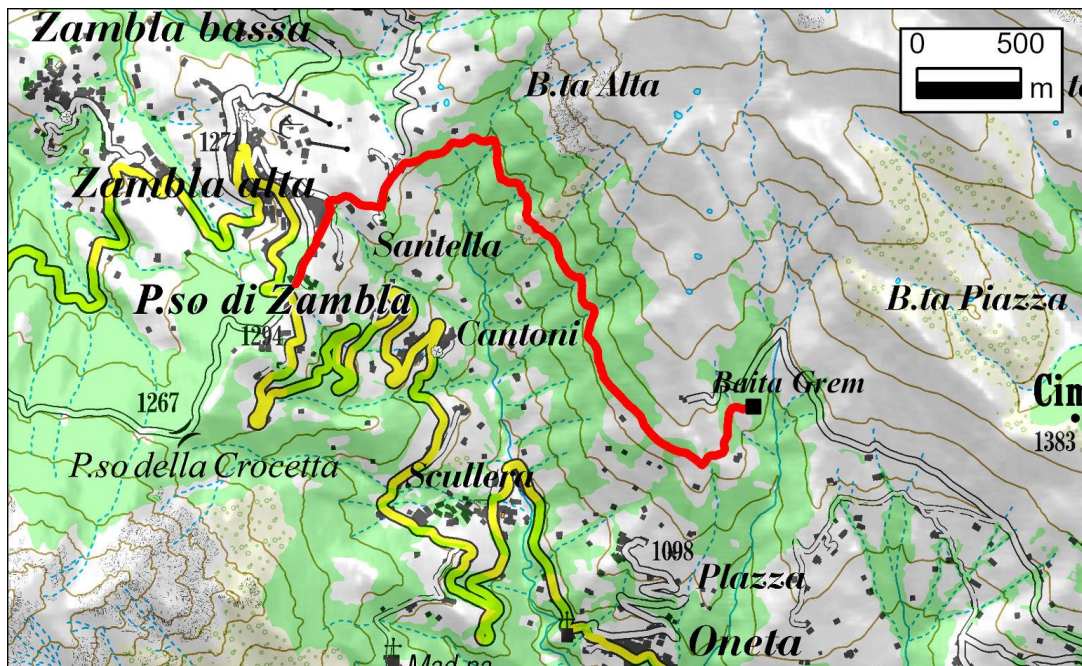 Zambla bassa
0 500
m
B.ta Alta
1271
Zambla alta
Santella
P.so di Zambla
B.ta Piazza
1294
Cantoni
Baita Grem
1267
Cim
1383
P.so della Crocetta
Scullera
1098
Plazza
Oneta